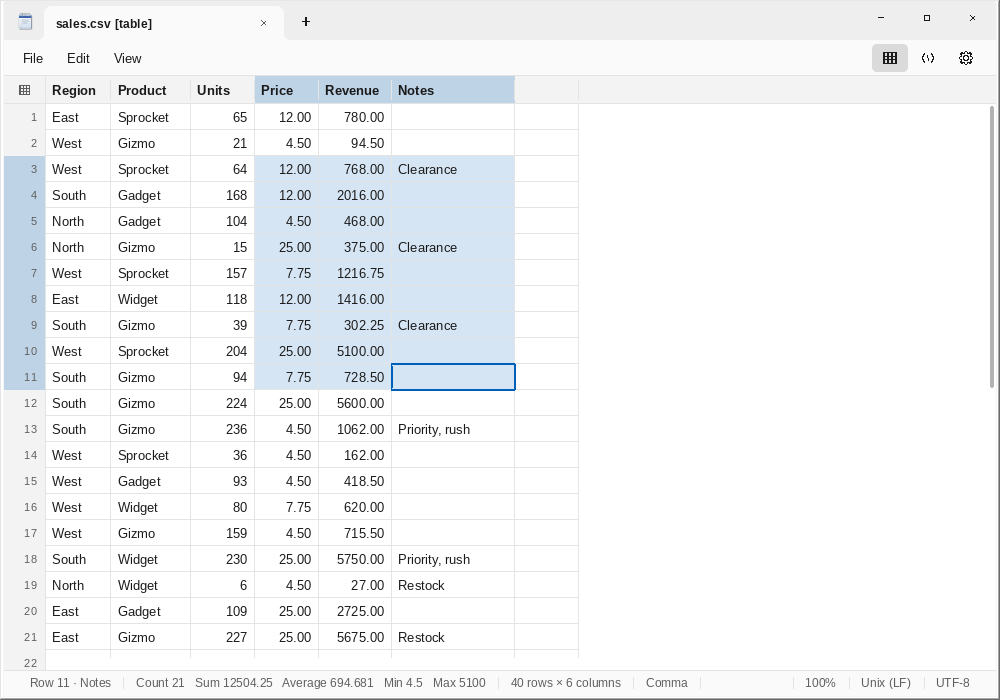 sales.csv [table]
File Edit View
Region Product Units Price Revenue Notes
1 East Sprocket 65 12.00 780.00
2 West Gizmo 21 4.50 94.50
3 West Sprocket 64 12.00 768.00 Clearance
4 South Gadget 168 12.00 2016.00
5 North Gadget 104 4.50 468.00
6 North Gizmo 15 25.00 375.00 Clearance
7 West Sprocket 157 7.75 1216.75
8 East Widget 118 12.00 1416.00
9 South Gizmo 39 7.75 302.25 Clearance
10 West Sprocket 204 25.00 5100.00
11 South Gizmo 94 7.75 728.50
12 South Gizmo 224 25.00 5600.00
13 South Gizmo 236 4.50 1062.00 Priority, rush
14 West Sprocket 36 4.50 162.00
15 West Gadget 93 4.50 418.50
16 West Widget 80 7.75 620.00
17 West Gizmo 159 4.50 715.50
18 South Widget 230 25.00 5750.00 Priority, rush
19 North Widget 6 4.50 27.00 Restock
20 East Gadget 109 25.00 2725.00
21 East Gizmo 227 25.00 5675.00 Restock
22
Row 11 · Notes Count 21 Sum 12504.25 Average 694.681 Min 4.5 Max 5100 40 rows × 6 columns Comma 100% Unix (LF) UTF-8